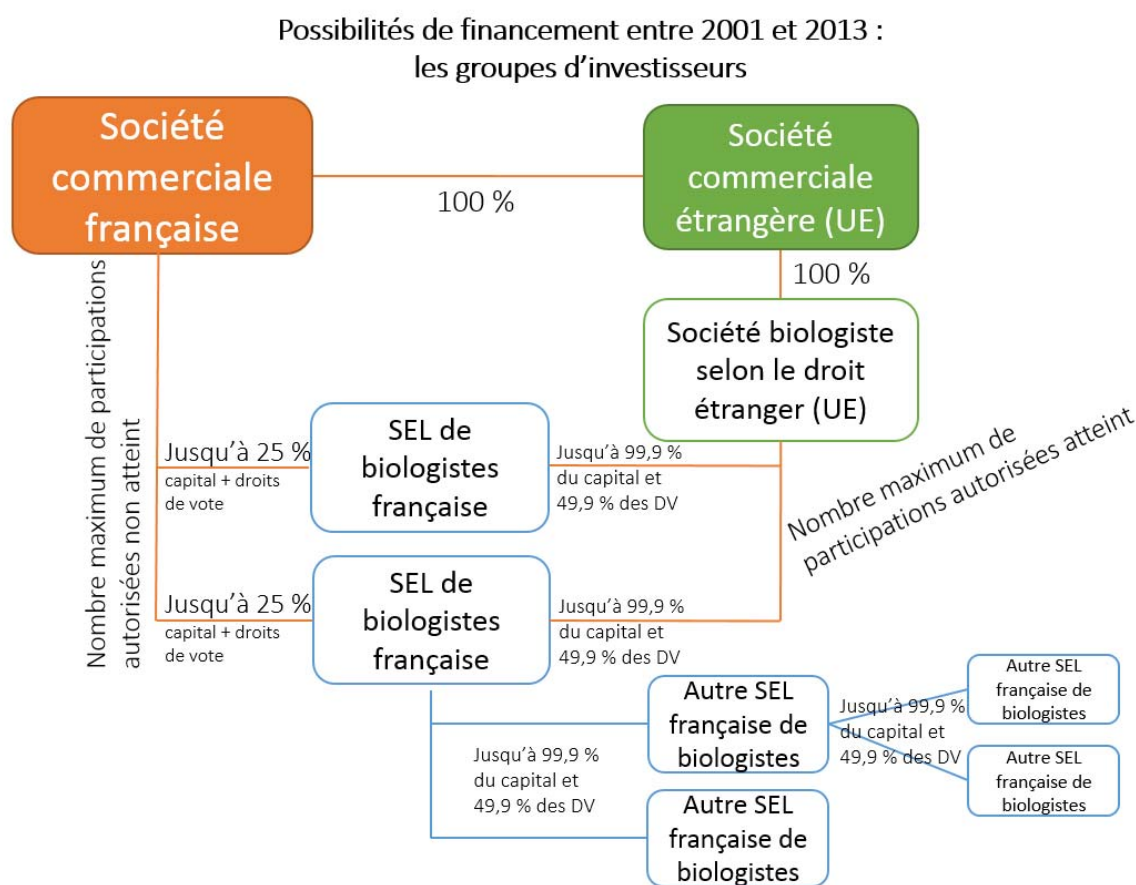 Possibilités de financement entre 2001 et 2013 :
les groupes d'investisseurs
Société
commerciale
française
100 %
Société
commerciale
étrangère (UE)
100 %
Société biologiste
selon le droit
étranger (UE)
Nombre maximum de participations
autorisées non atteint
Jusqu'à 25 %
capital + droits
de vote
SEL de
biologistes
française
Jusqu'à 99,9 %
du capital et
49,9 % des DV
Nombre maximum de
participations autorisées atteint
Jusqu'à 25 %
capital + droits
de vote
SEL de
biologistes
française
Jusqu'à 99,9 %
du capital et
49,9 % des DV
Jusqu'à 99,9 %
du capital et
49,9 % des DV
Autre SEL
française de
biologistes
Jusqu'à 99,9 %
du capital et
49,9 % des DV
Autre SEL
française de
biologistes
Autre SEL
française de
biologistes
Autre SEL
française de
biologistes